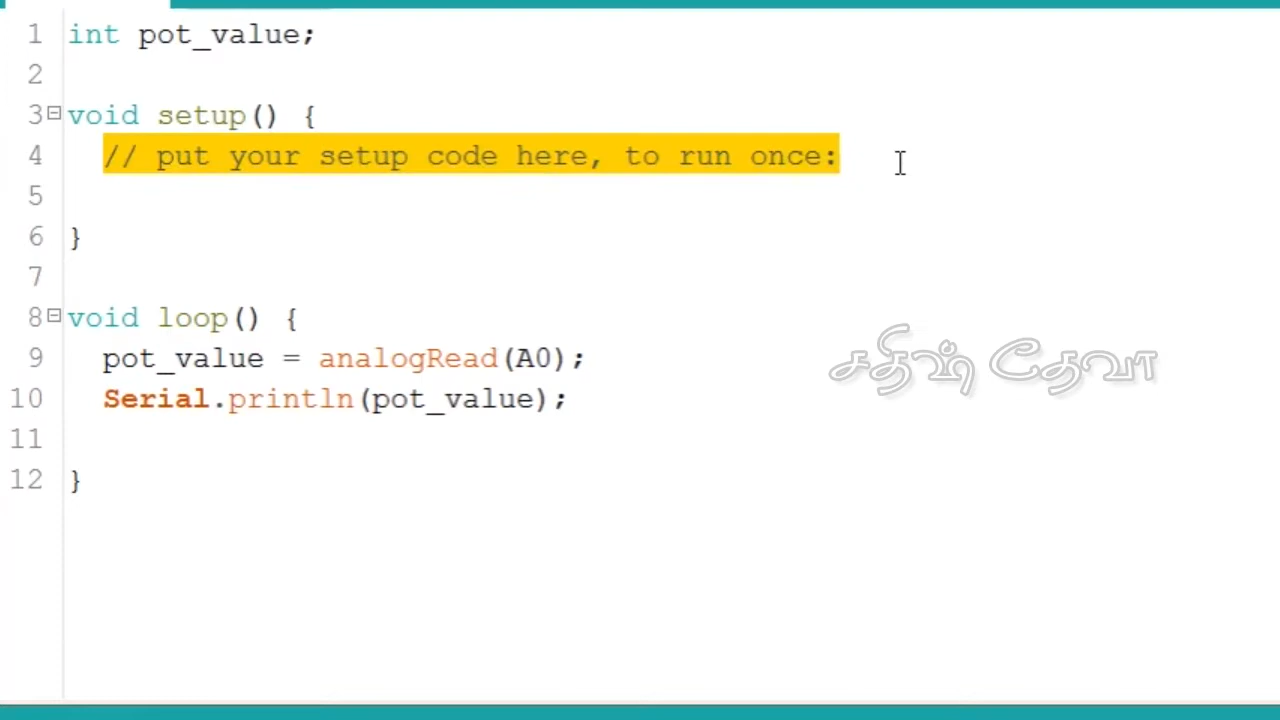 1 int pot_value;
2
3 void setup() {
4 // put your setup code here, to run once:
5
6 }
7
8 void loop() {
9 pot_value = analogRead(A0);
10 Serial.println(pot_value);
11
12 }
சதிஷ் தேவா